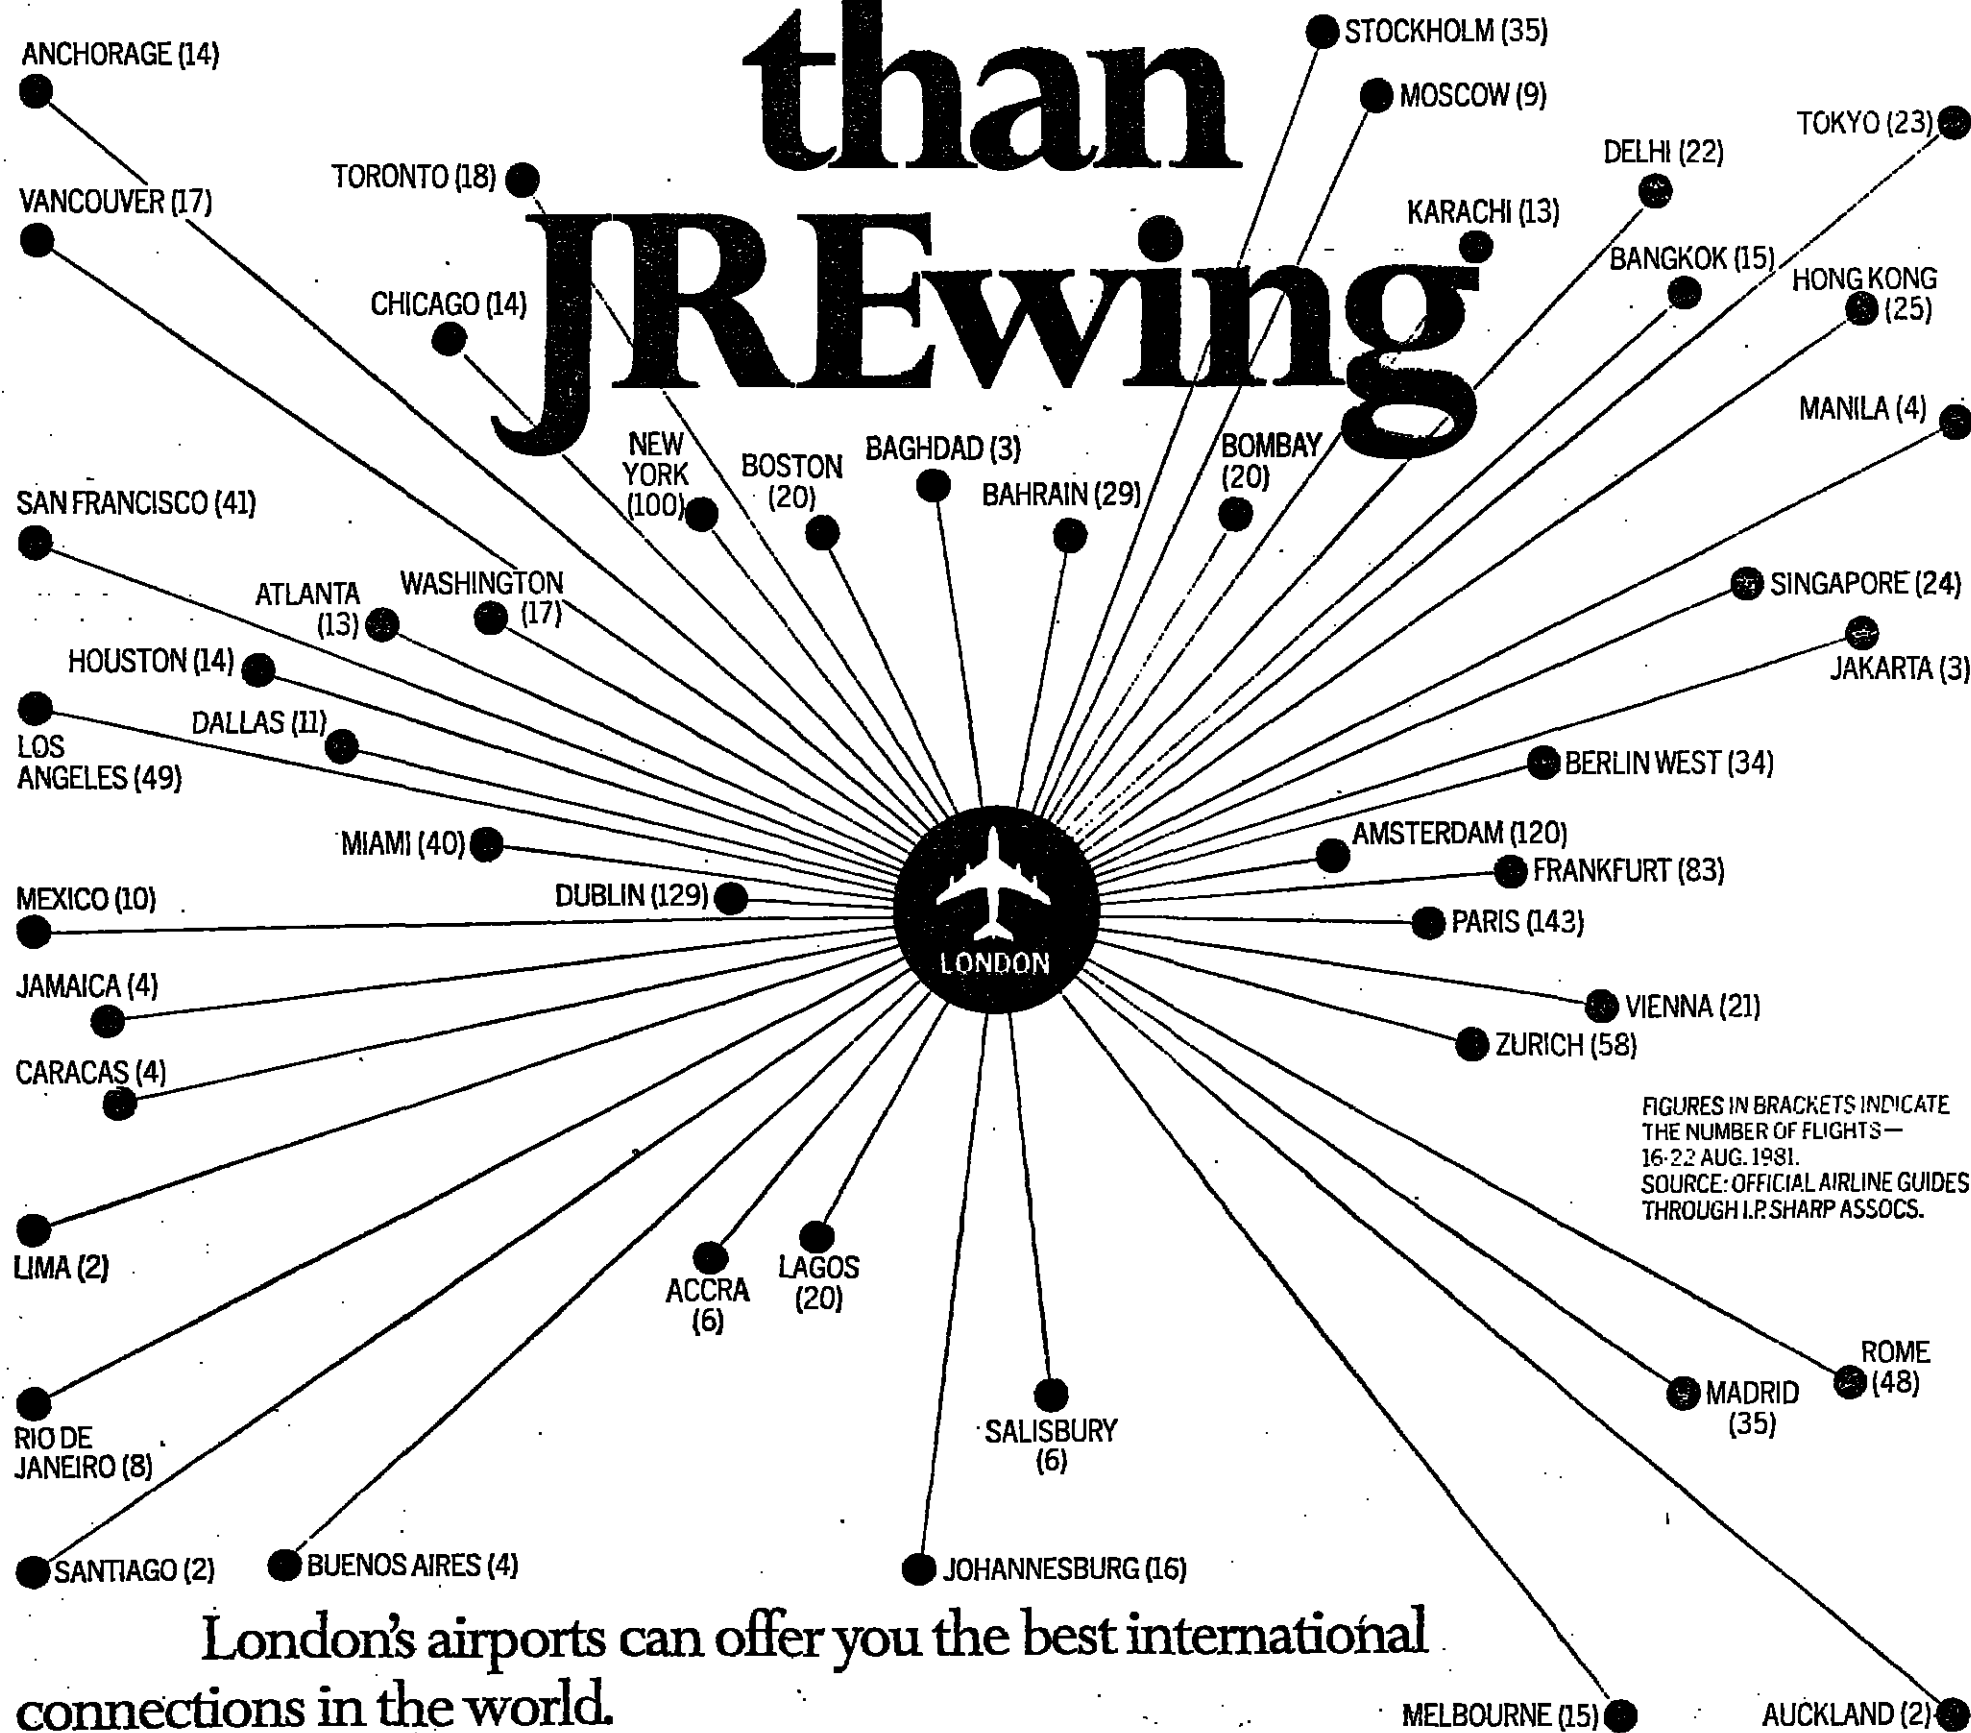 than
JREwing
ANCHORAGE (14)
VANCOUVER (17)
TORONTO (18)
CHICAGO (14)
STOCKHOLM (35)
MOSCOW (9)
TOKYO (23)
DELHI (22)
KARACHI (13)
BANGKOK (15)
HONG KONG
(25)
MANILA (4)
NEW
YORK
(100)
BOSTON
(20)
BAGHDAD (3)
BAHRAIN (29)
BOMBAY
(20)
SAN FRANCISCO (41)
ATLANTA
(13)
WASHINGTON
(17)
HOUSTON (14)
DALLAS (11)
LOS
ANGELES (49)
SINGAPORE (24)
JAKARTA (3)
BERLIN WEST (34)
MIAMI (40)
DUBLIN (129)
AMSTERDAM (120)
FRANKFURT (83)
PARIS (143)
MEXICO (10)
LONDON
JAMAICA (4)
CARACAS (4)
VIENNA (21)
ZURICH (58)
FIGURES IN BRACKETS INDICATE
THE NUMBER OF FLIGHTS—
16-22 AUG. 1981.
SOURCE: OFFICIAL AIRLINE GUIDES
THROUGH I.P. SHARP ASSOCS.
LIMA (2)
ACCRA
(6)
LAGOS
(20)
RIO DE
JANEIRO (8)
SALISBURY
(6)
MADRID
(35)
ROME
(48)
SANTIAGO (2)
BUENOS AIRES (4)
JOHANNESBURG (16)
London's airports can offer you the best international
connections in the world.
MELBOURNE (15)
AUCKLAND (2)